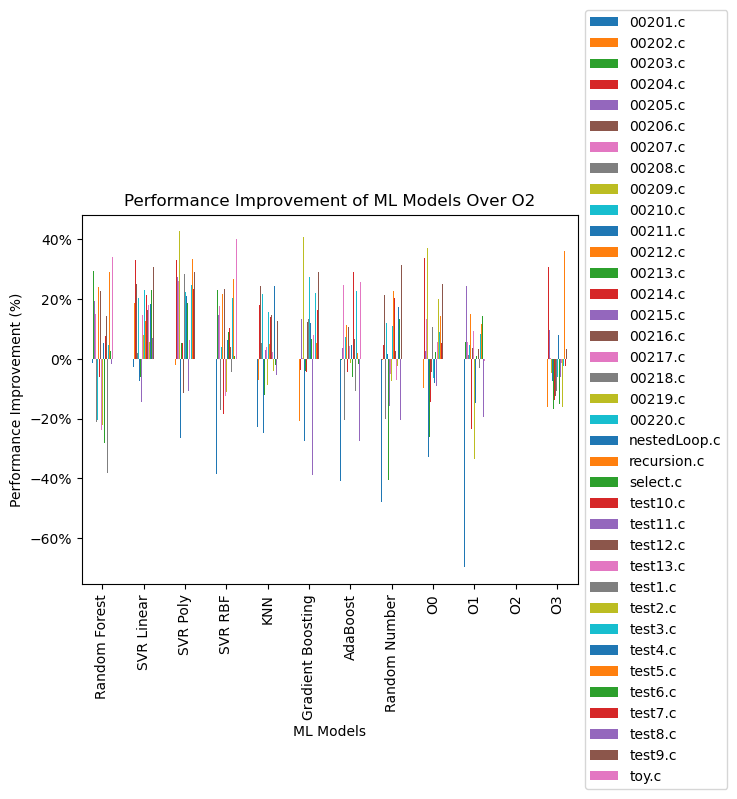 Performance Improvement of ML Models Over O2
Performance Improvement (%)
40%
20%
0%
−20%
−40%
−60%
Random Forest
SVR Linear
SVR Poly
SVR RBF
KNN
Gradient Boosting
AdaBoost
Random Number
O0
O1
O2
O3
ML Models
00201.c
00202.c
00203.c
00204.c
00205.c
00206.c
00207.c
00208.c
00209.c
00210.c
00211.c
00212.c
00213.c
00214.c
00215.c
00216.c
00217.c
00218.c
00219.c
00220.c
nestedLoop.c
recursion.c
select.c
test10.c
test11.c
test12.c
test13.c
test1.c
test2.c
test3.c
test4.c
test5.c
test6.c
test7.c
test8.c
test9.c
toy.c